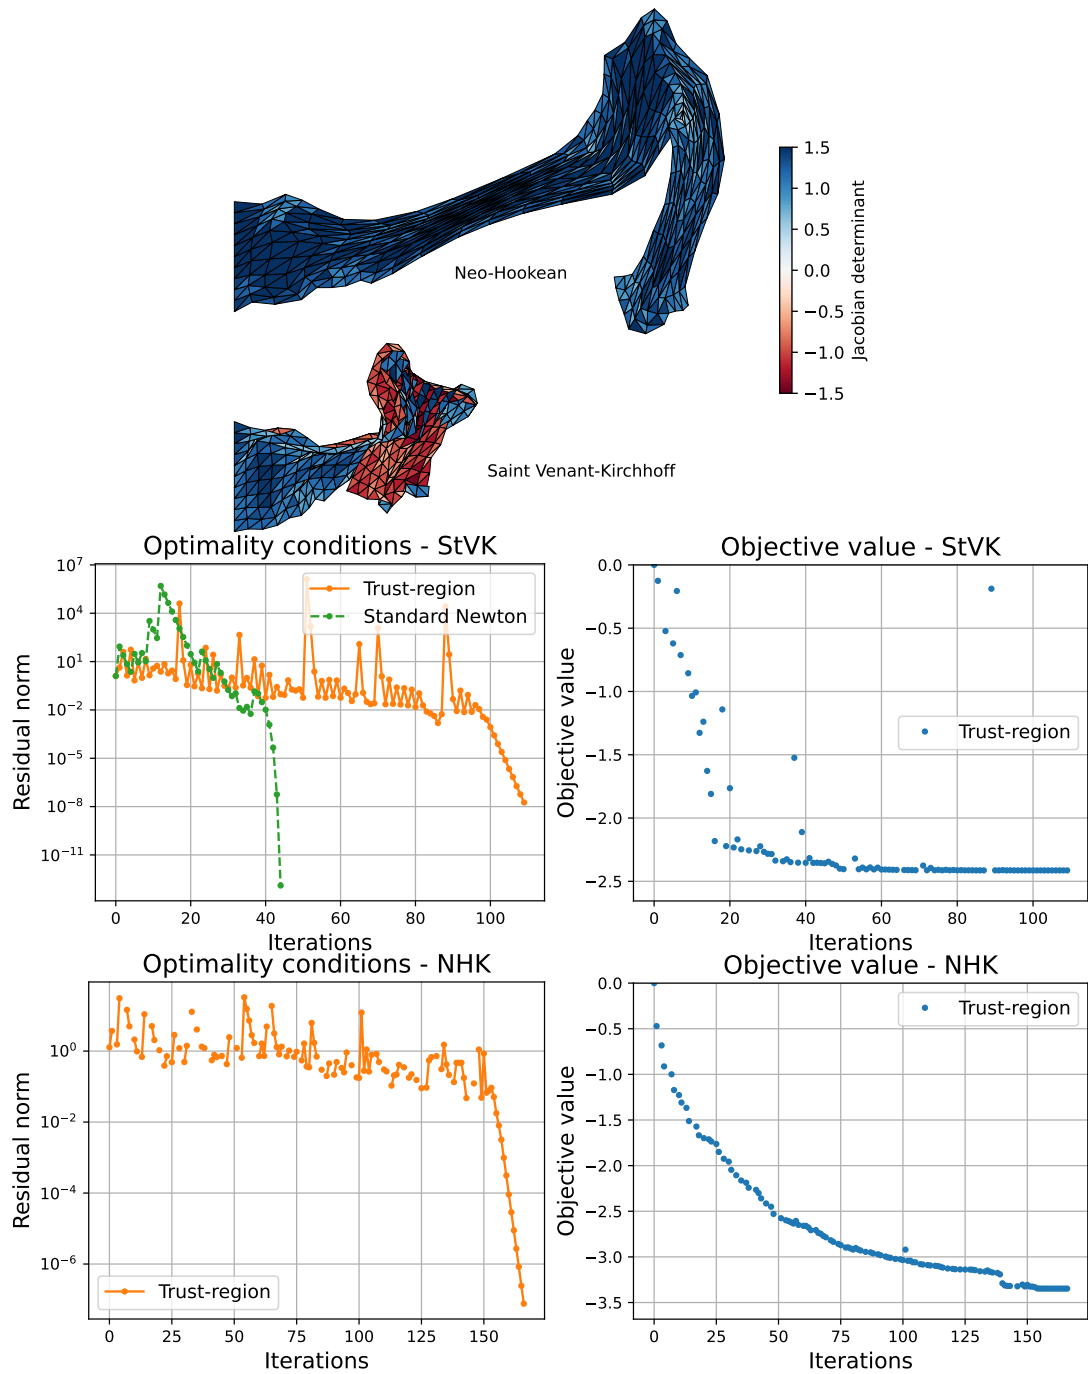 Neo-Hookean
1.5
1.0
0.5
0.0
−0.5
−1.0
−1.5
Jacobian determinant
Saint Venant-Kirchhoff
Optimality conditions - StVK
10^7
10^4
10^1
10^−2
10^−5
10^−8
10^−11
Residual norm
Trust-region
Standard Newton
0 20 40 60 80 100
Iterations
Objective value - StVK
0.0
−0.5
−1.0
−1.5
−2.0
−2.5
Objective value
Trust-region
0 20 40 60 80 100
Iterations
Optimality conditions - NHK
10^0
10^−2
10^−4
10^−6
Residual norm
Trust-region
0 25 50 75 100 125 150
Iterations
Objective value - NHK
0.0
−0.5
−1.0
−1.5
−2.0
−2.5
−3.0
−3.5
Objective value
Trust-region
0 25 50 75 100 125 150
Iterations